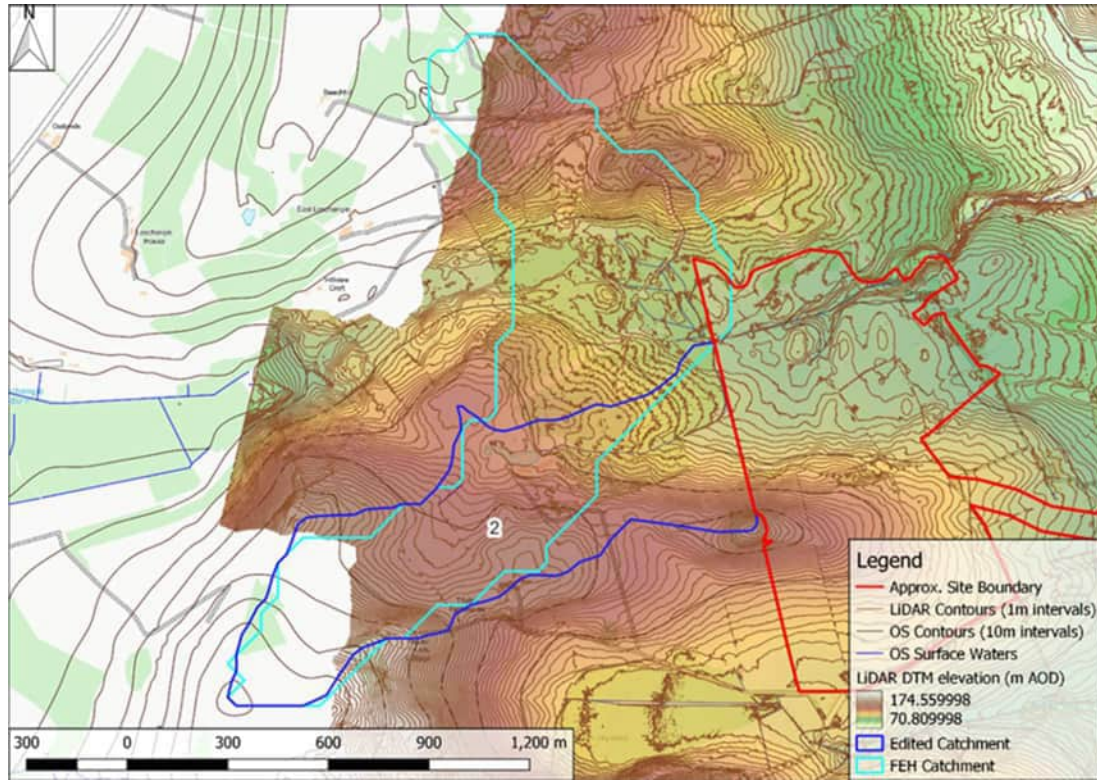 N
2
Legend
Approx. Site Boundary
LiDAR Contours (1m intervals)
OS Contours (10m intervals)
OS Surface Waters
LiDAR DTM elevation (m AOD)
174.559998
70.809998
Edited Catchment
FEH Catchment
300 0 300 600 900 1,200 m